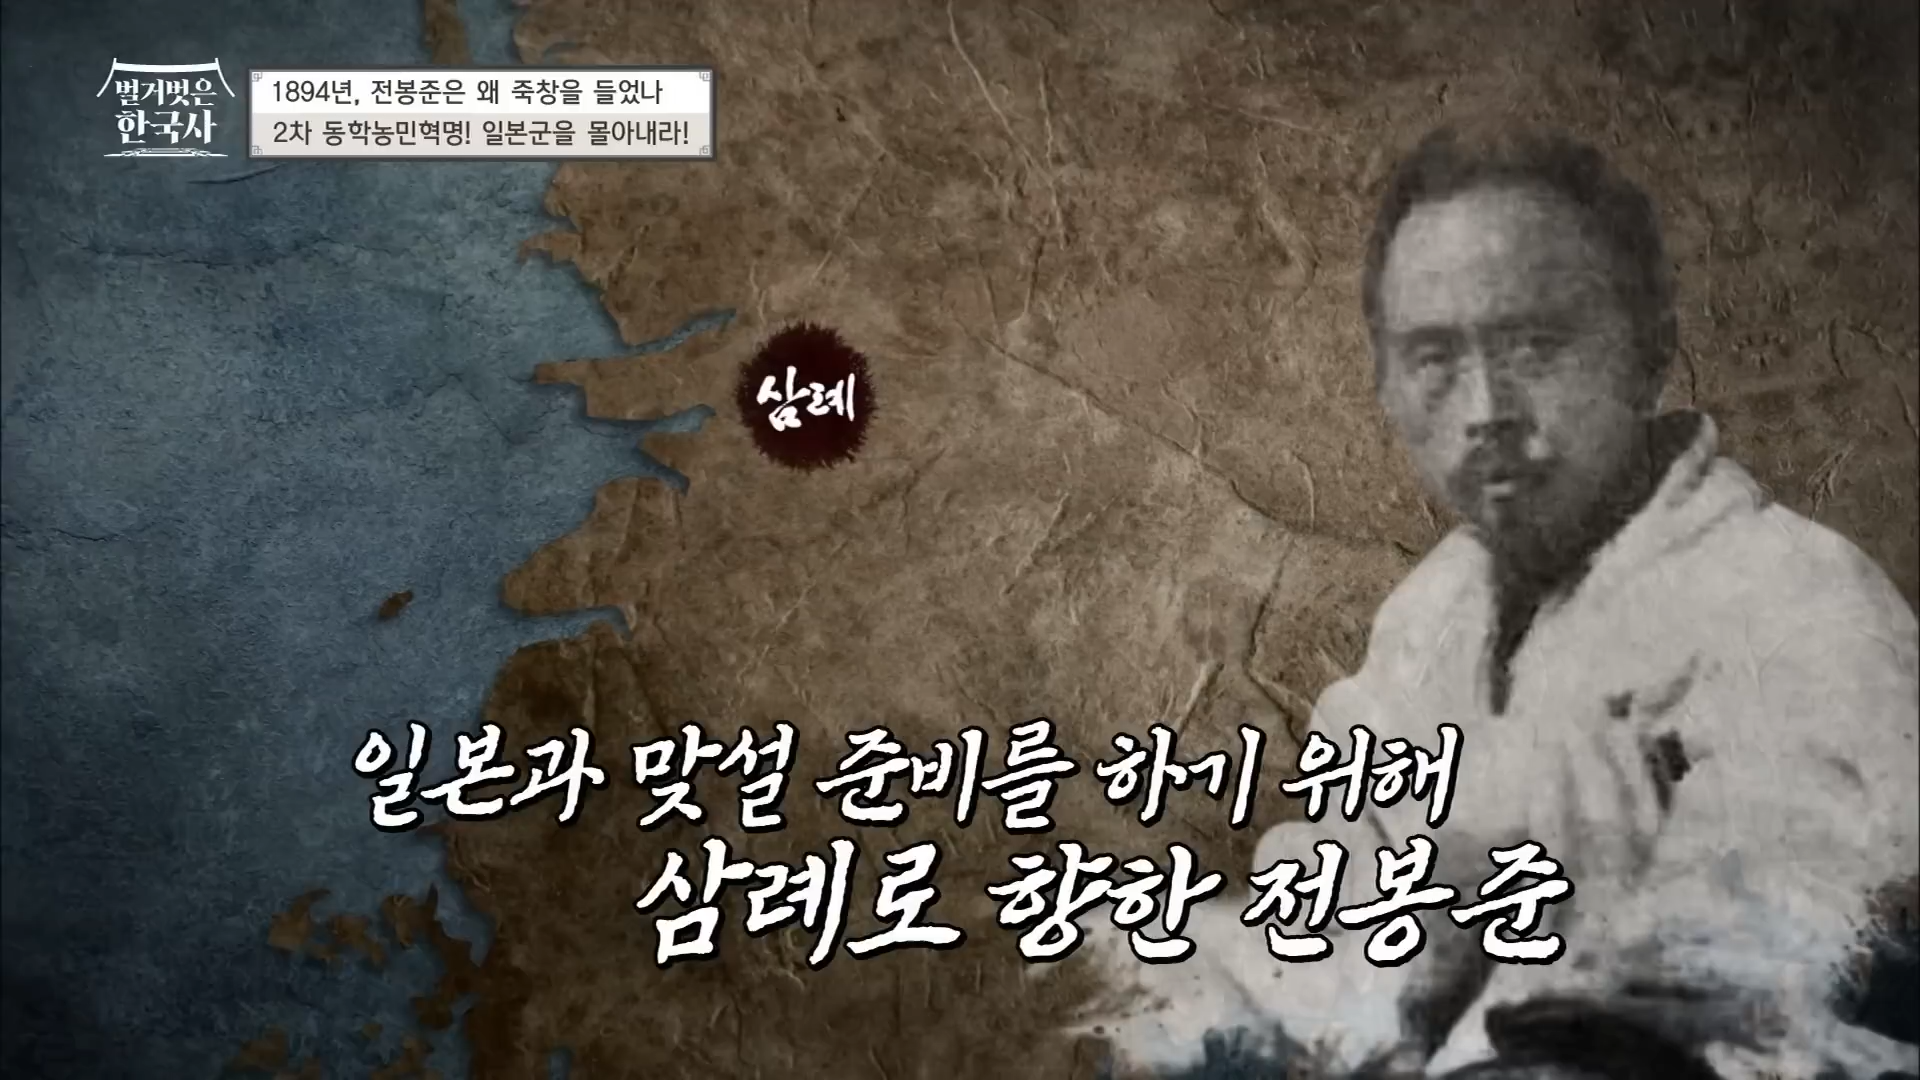 벌거벗은
한국사
1894년, 전봉준은 왜 죽창을 들었나
2차 동학농민혁명! 일본군을 몰아내라!
삼례
일본과 맞설 준비를 하기 위해
삼례로 향한 전봉준